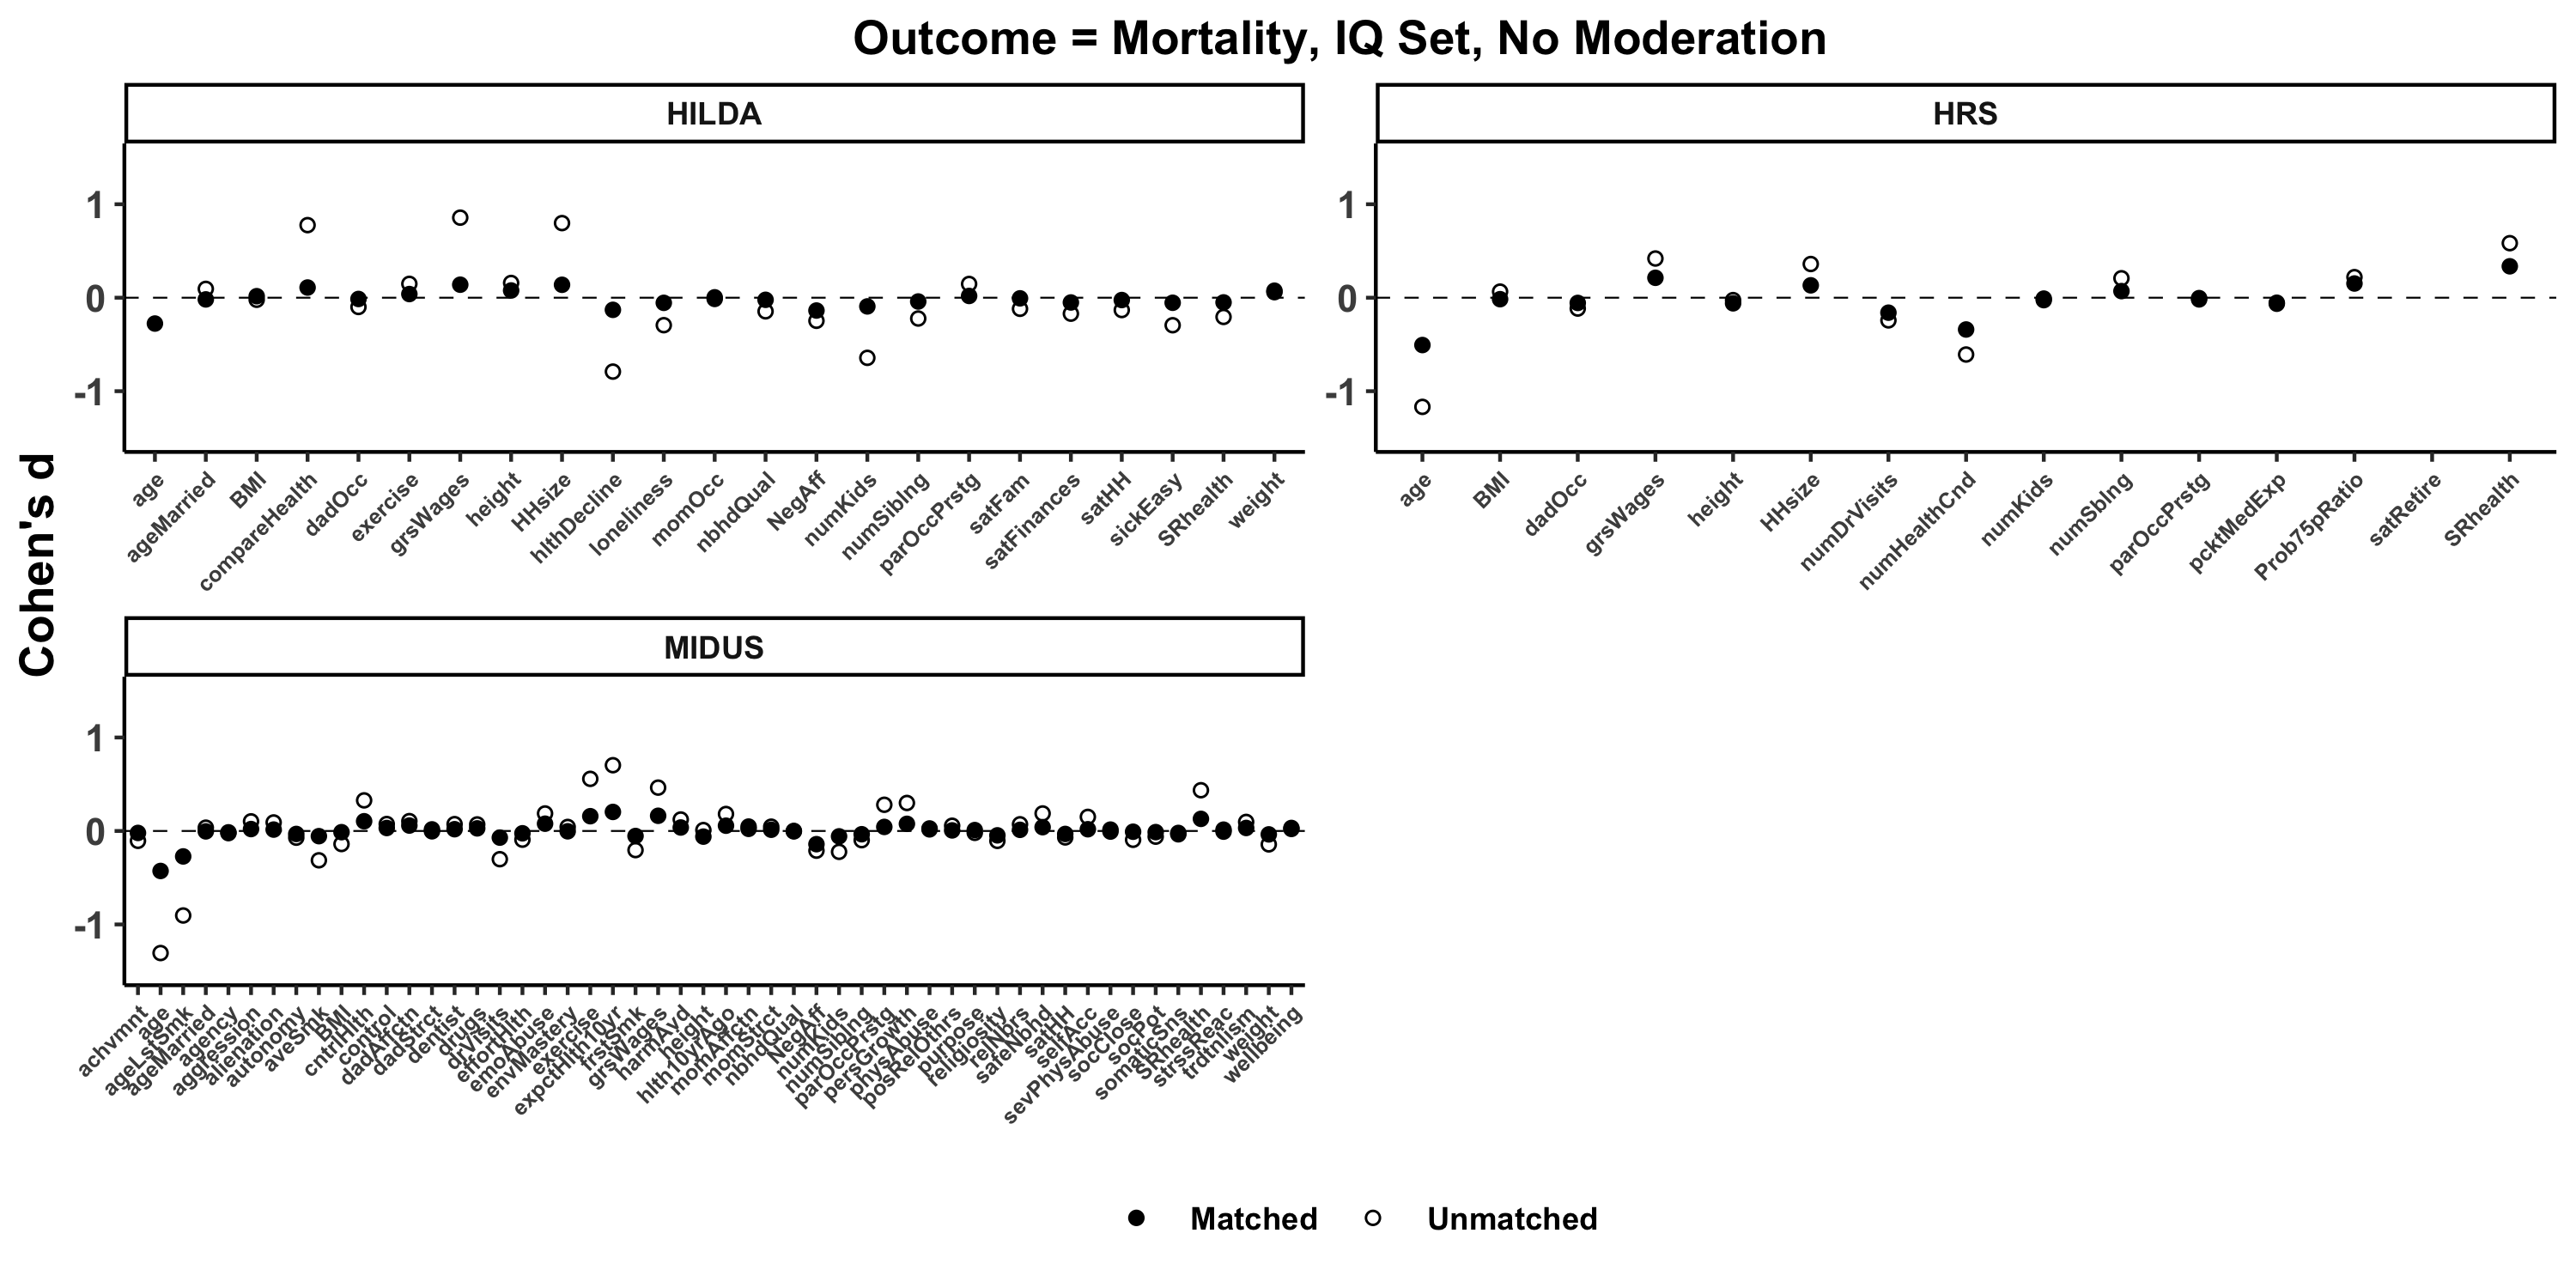 Outcome = Mortality, IQ Set, No Moderation
HILDA
HRS
Cohen's d
1
0
-1
age
ageMarried
BMI
compareHealth
dadOcc
exercise
grsWages
height
HHsize
hlthDecline
loneliness
momOcc
nbhdQual
NegAff
numKids
numSiblng
parOccPrstg
satFam
satFinances
satHH
sickEasy
SRhealth
weight
1
0
-1
age
BMI
dadOcc
grsWages
height
HHsize
numDrVisits
numHealthCnd
numKids
numSblng
parOccPrstg
pcktMedExp
Prob75pRatio
satRetire
SRhealth
MIDUS
1
0
-1
achvmnt
age
ageLstSmk
ageMarried
agency
aggression
alienation
autonomy
aveSmk
BMI
cntrlHlth
control
dadAffctn
dadStrct
dentist
drugs
drVisits
effortHlth
emoAbuse
envMastery
exercise
expctHlth10yr
firstSmk
grsWages
harmAvd
height
hlth10yrAgo
momAffctn
momStrct
nbhdQual
NegAff
numKids
numSiblng
parOccPrstg
persGrowth
physAbuse
posRelOthrs
purpose
religiosity
relNbrs
safeNbhd
satHH
selfAcc
sevPhysAbuse
socClose
socPot
somaticSns
SRhealth
strssReac
trdtnlism
weight
wellbeing
Matched
Unmatched